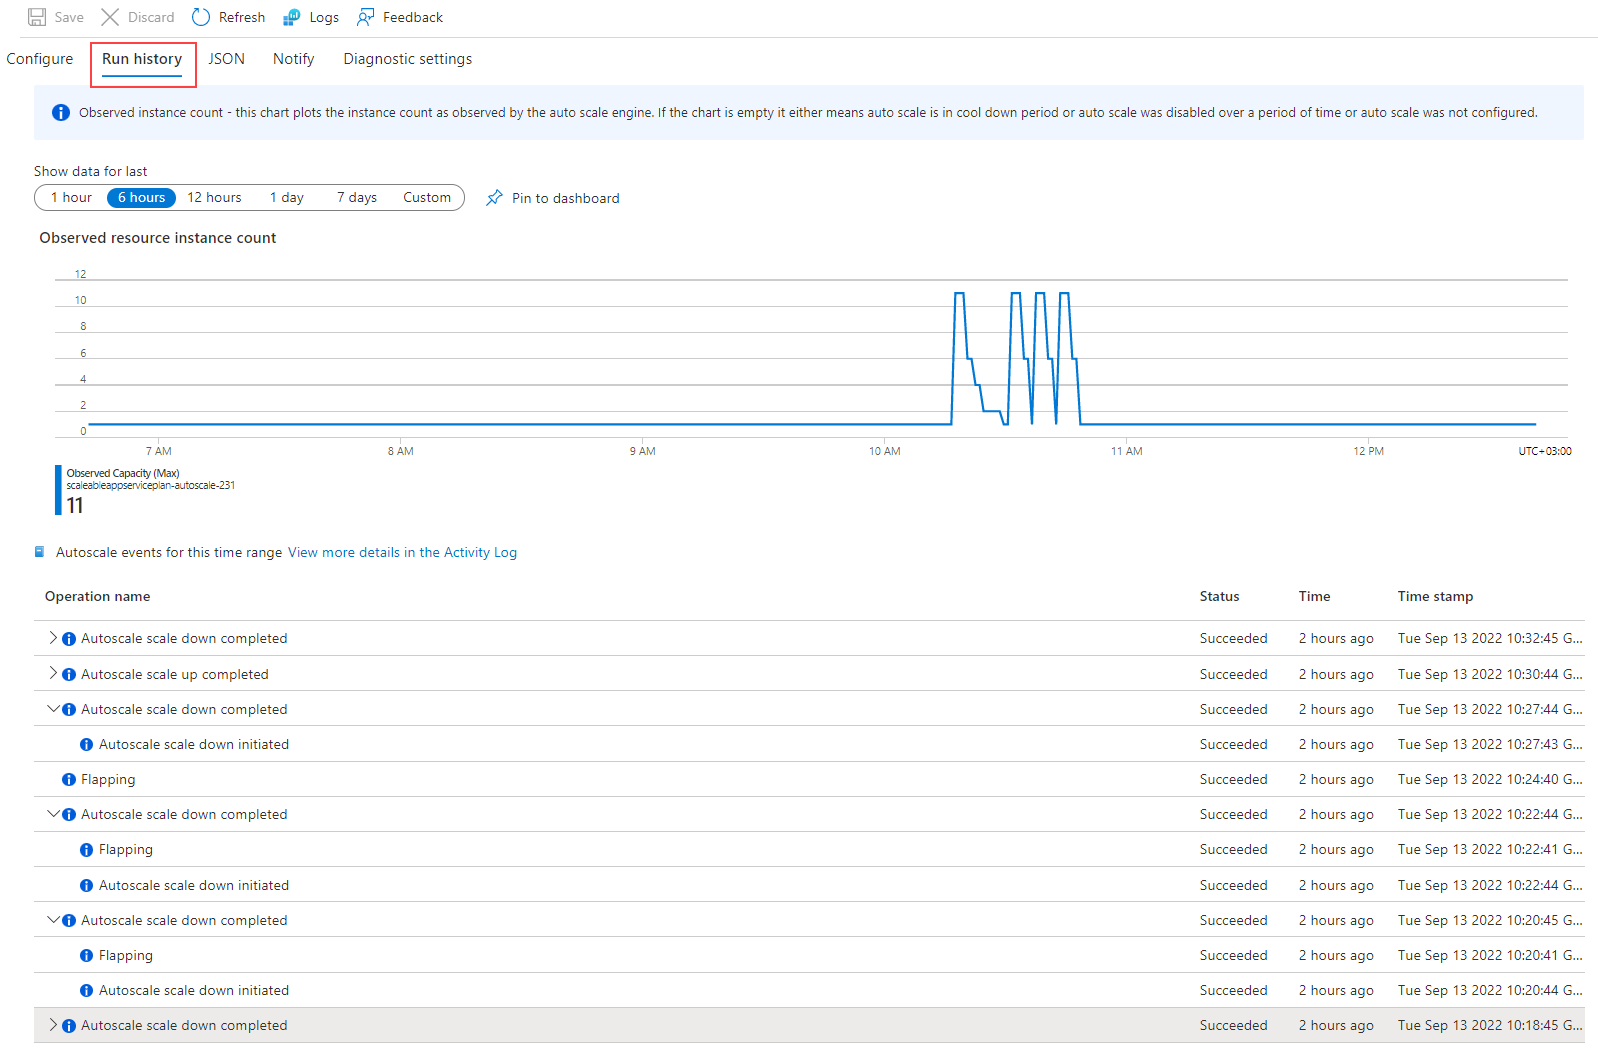 Save Discard Refresh Logs Feedback
Configure Run history JSON Notify Diagnostic settings
Observed instance count - this chart plots the instance count as observed by the auto scale engine. If the chart is empty it either means auto scale is in cool down period or auto scale was disabled over a period of time or auto scale was not configured.
Show data for last
1 hour 6 hours 12 hours 1 day 7 days Custom Pin to dashboard
Observed resource instance count
12
10
8
6
4
2
0
7 AM 8 AM 9 AM 10 AM 11 AM 12 PM UTC+03:00
Observed Capacity (Max)
scaleableappserviceplan-autoscale-231
11
Autoscale events for this time range View more details in the Activity Log
Operation name Status Time Time stamp
Autoscale scale down completed Succeeded 2 hours ago Tue Sep 13 2022 10:32:45 G...
Autoscale scale up completed Succeeded 2 hours ago Tue Sep 13 2022 10:30:44 G...
Autoscale scale down completed Succeeded 2 hours ago Tue Sep 13 2022 10:27:44 G...
Autoscale scale down initiated Succeeded 2 hours ago Tue Sep 13 2022 10:27:43 G...
Flapping Succeeded 2 hours ago Tue Sep 13 2022 10:24:40 G...
Autoscale scale down completed Succeeded 2 hours ago Tue Sep 13 2022 10:22:44 G...
Flapping Succeeded 2 hours ago Tue Sep 13 2022 10:22:41 G...
Autoscale scale down initiated Succeeded 2 hours ago Tue Sep 13 2022 10:22:44 G...
Autoscale scale down completed Succeeded 2 hours ago Tue Sep 13 2022 10:20:45 G...
Flapping Succeeded 2 hours ago Tue Sep 13 2022 10:20:41 G...
Autoscale scale down initiated Succeeded 2 hours ago Tue Sep 13 2022 10:20:44 G...
Autoscale scale down completed Succeeded 2 hours ago Tue Sep 13 2022 10:18:45 G...